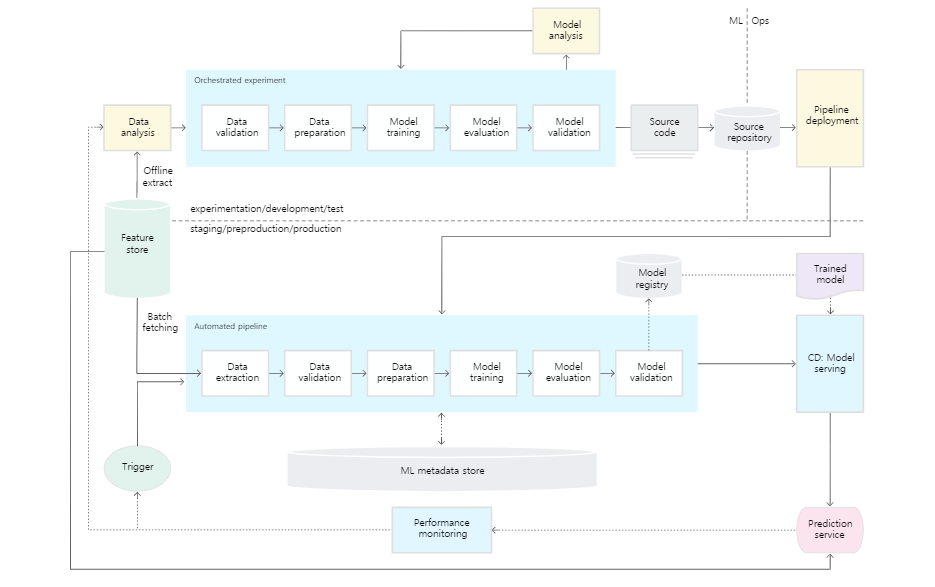 Model
analysis
ML
Ops
Orchestrated experiment
Data
analysis
Data
validation
Data
preparation
Model
training
Model
evaluation
Model
validation
Source
code
Source
repository
Pipeline
deployment
Offline
extract
experimentation/development/test
staging/preproduction/production
Feature
store
Model
registry
Trained
model
Batch
fetching
Automated pipeline
Data
extraction
Data
validation
Data
preparation
Model
training
Model
evaluation
Model
validation
CD: Model
serving
Trigger
ML metadata store
Performance
monitoring
Prediction
service